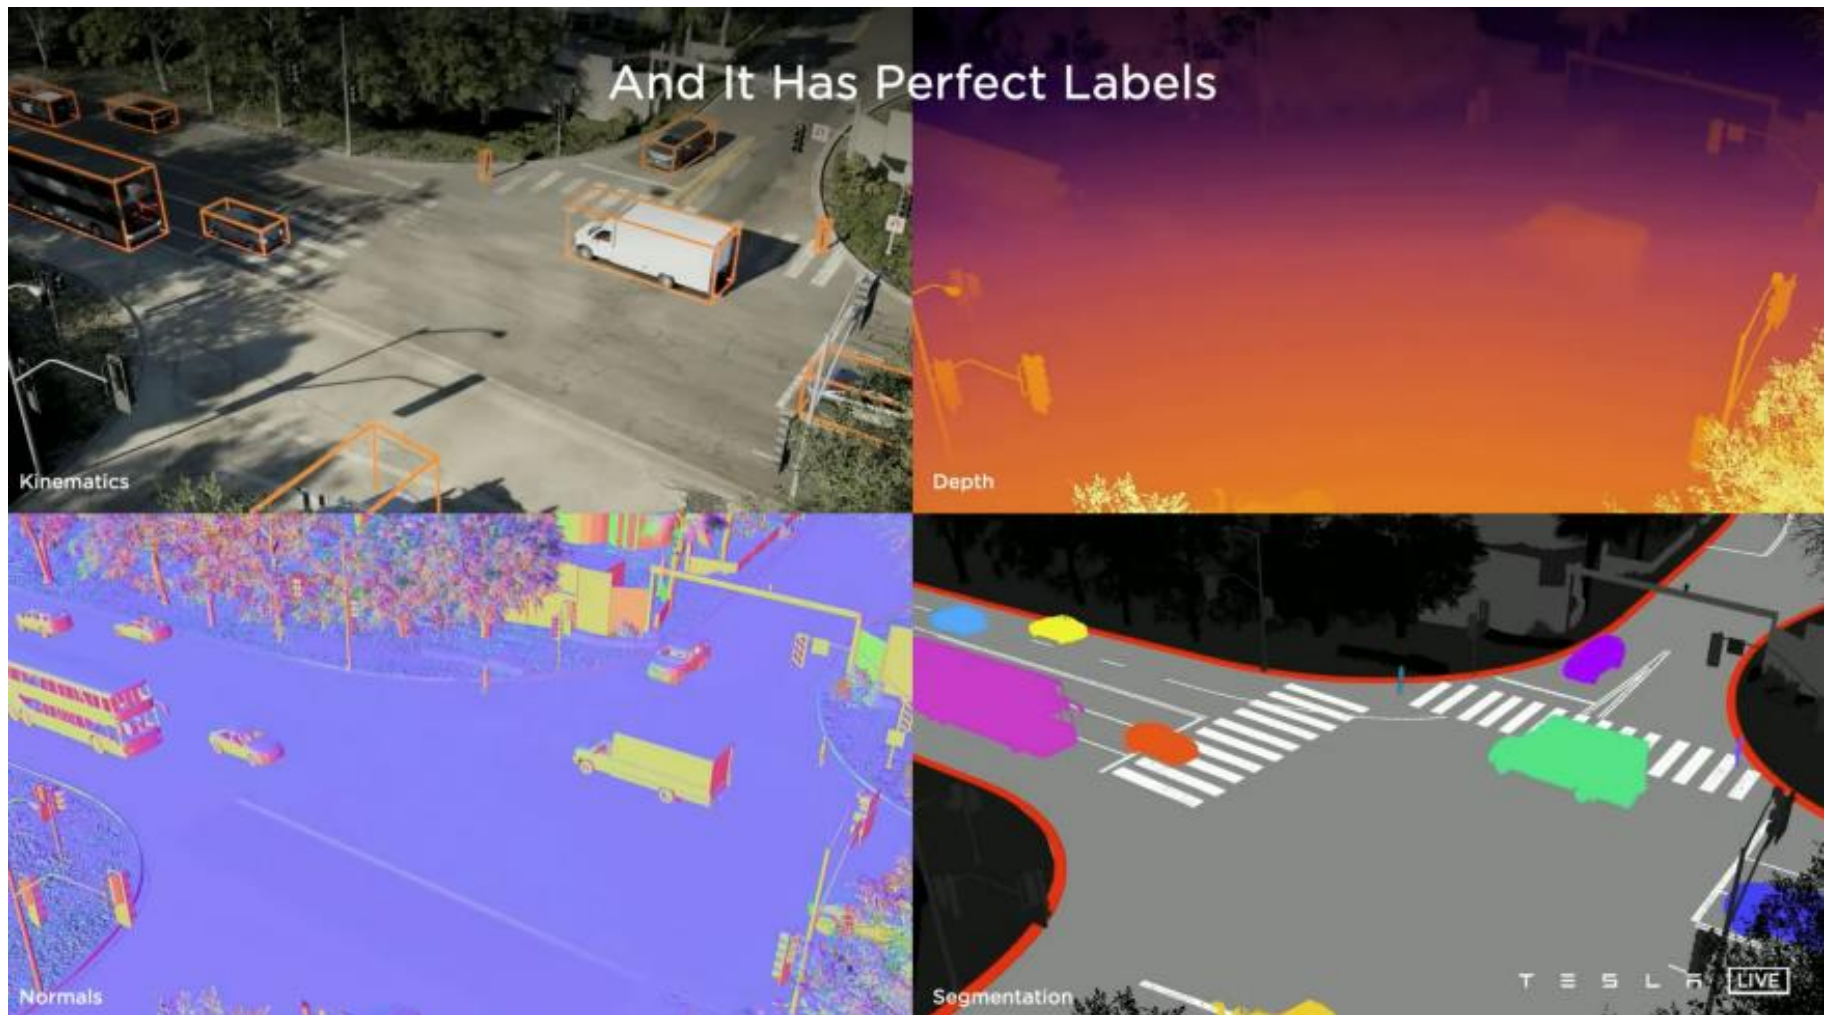 And It Has Perfect Labels
Kinematics
Depth
Normals
Segmentation
TESLA LIVE